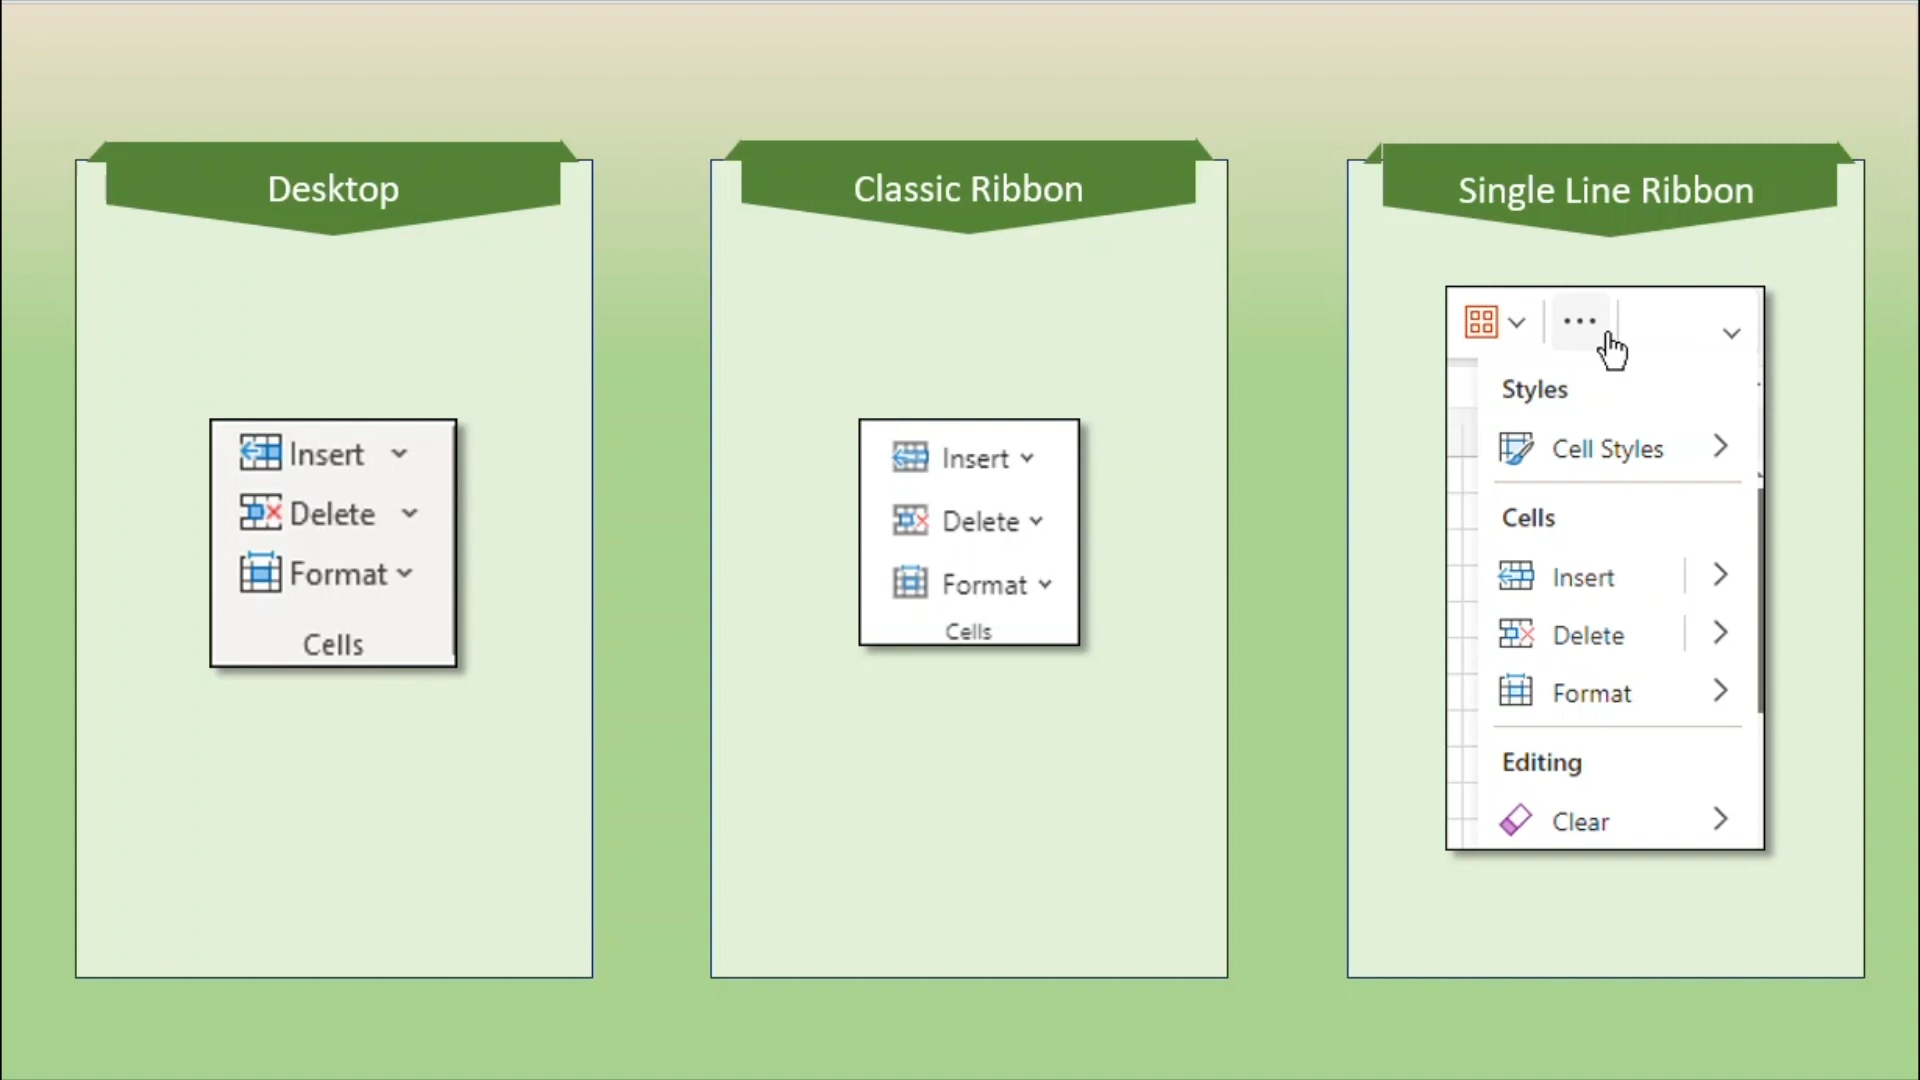 Desktop
Insert
Delete
Format
Cells
Classic Ribbon
Insert
Delete
Format
Cells
Single Line Ribbon
Styles
Cell Styles
Cells
Insert
Delete
Format
Editing
Clear